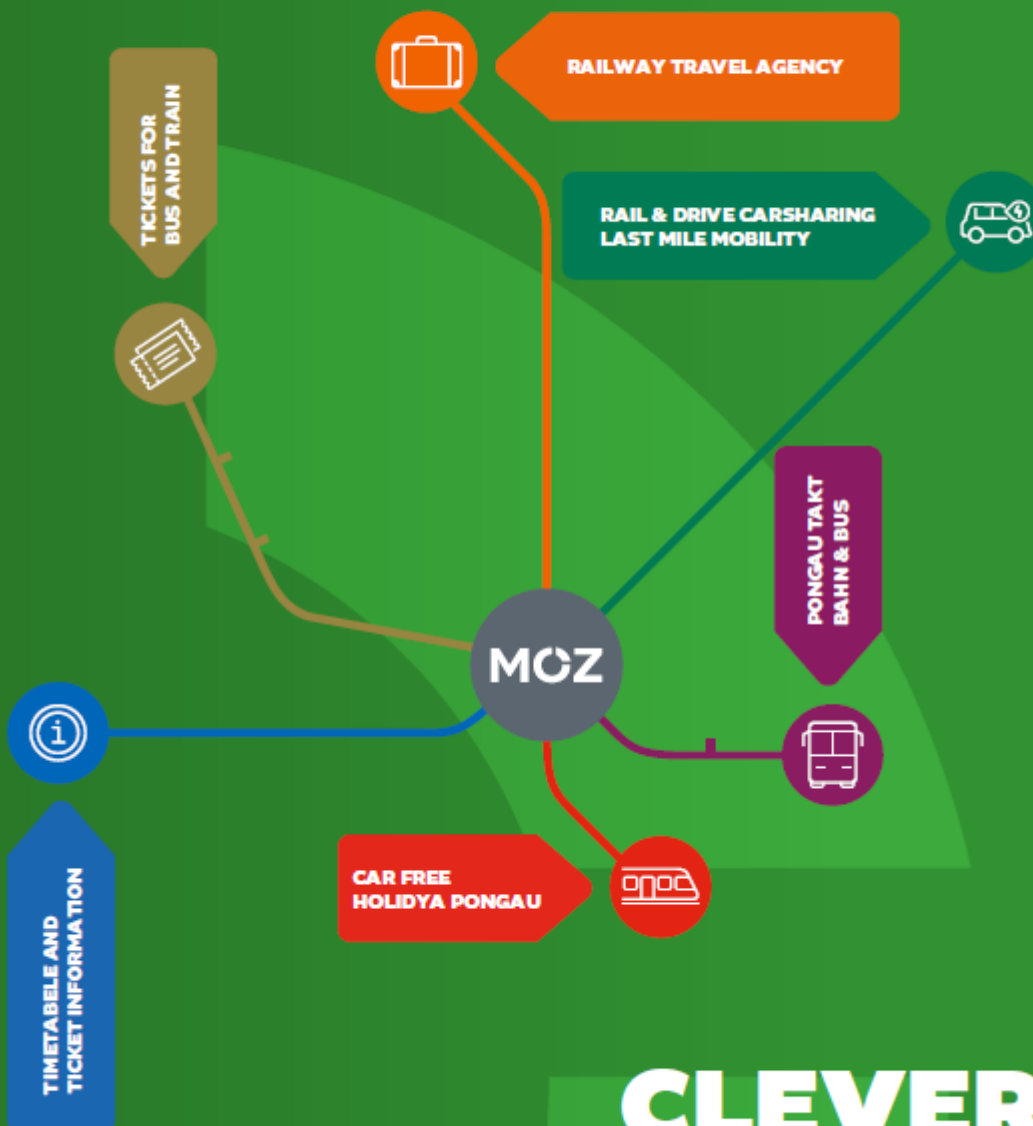 RAILWAY TRAVEL AGENCY
TICKETS FOR
BUS AND TRAIN
RAIL & DRIVE CARSHARING
LAST MILE MOBILITY
PONGAU TAKT
BAHN & BUS
MOZ
i
CAR FREE
HOLIDYA PONGAU
TIMETABELE AND
TICKET INFORMATION
CLEVER